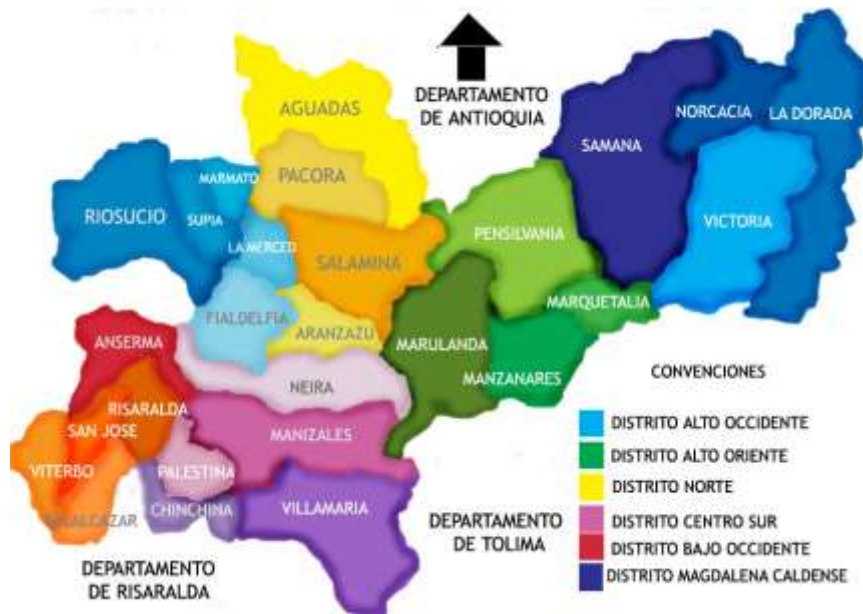 AGUADAS
DEPARTAMENTO
DE ANTIOQUIA
NORCACIA
LA DORADA
SAMANA
MARMATO
PACORA
RIOSUCIO
SUPIA
VICTORIA
PENSILVANIA
LA MERCED
SALAMINA
MARQUETALIA
FIALDELFIA
ARANZAZU
ANSERMA
MARULANDA
NEIRA
MANZANARES
CONVENCIONES
RISARALDA
SAN JOSE
MANIZALES
VITERBO
PALESTINA
CHINCHINA
VILLAMARIA
DISTRITO ALTO OCCIDENTE
DISTRITO ALTO ORIENTE
DISTRITO NORTE
DISTRITO CENTRO SUR
DISTRITO BAJO OCCIDENTE
DISTRITO MAGDALENA CALDENSE
DEPARTAMENTO
DE TOLIMA
DEPARTAMENTO
DE RISARALDA